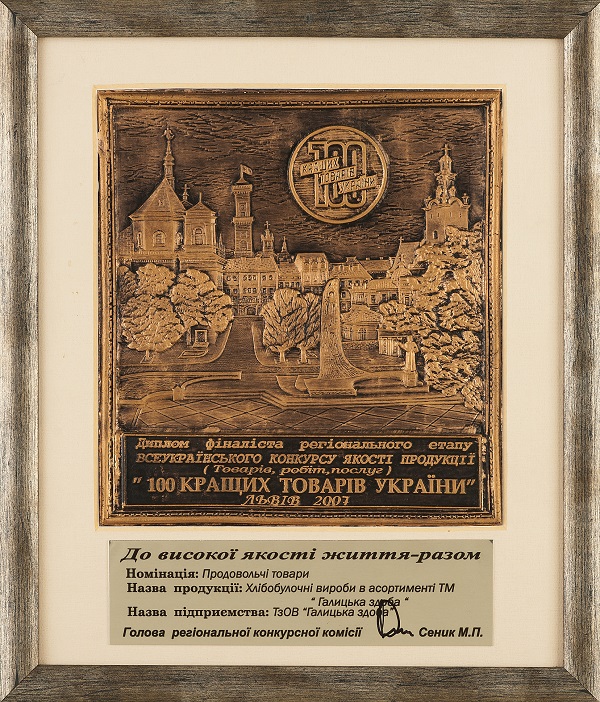 100
КРАЩИХ
ТОВАРІВ
УКРАЇНИ
Диплом фіналіста регіонального етапу
ВСЕУКРАЇНСЬКОГО КОНКУРСУ ЯКОСТІ ПРОДУКЦІЇ
( Товарів, робіт, послуг )
" 100 КРАЩИХ ТОВАРІВ УКРАЇНИ"
ЛЬВІВ 2007
До високої якості життя-разом
Номінація: Продовольчі товари
Назва продукції: Хлібобулочні вироби в асортименті ТМ
" Галицька здоба "
Назва підприємства: ТзОВ "Галицька здоба"
Голова регіональної конкурсної комісії Сеник М.П.